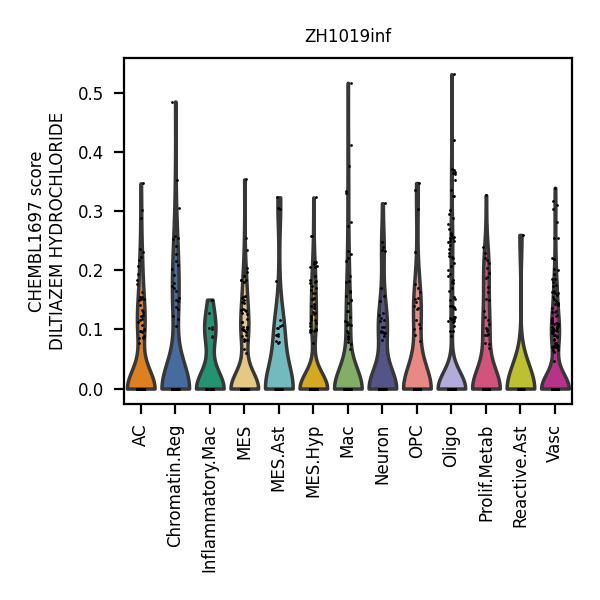 ZH1019inf
CHEMBL1697 score
DILTIAZEM HYDROCHLORIDE
0.5
0.4
0.3
0.2
0.1
0.0
AC
Chromatin.Reg
Inflammatory.Mac
MES
MES.Ast
MES.Hyp
Mac
Neuron
OPC
Oligo
Prolif.Metab
Reactive.Ast
Vasc